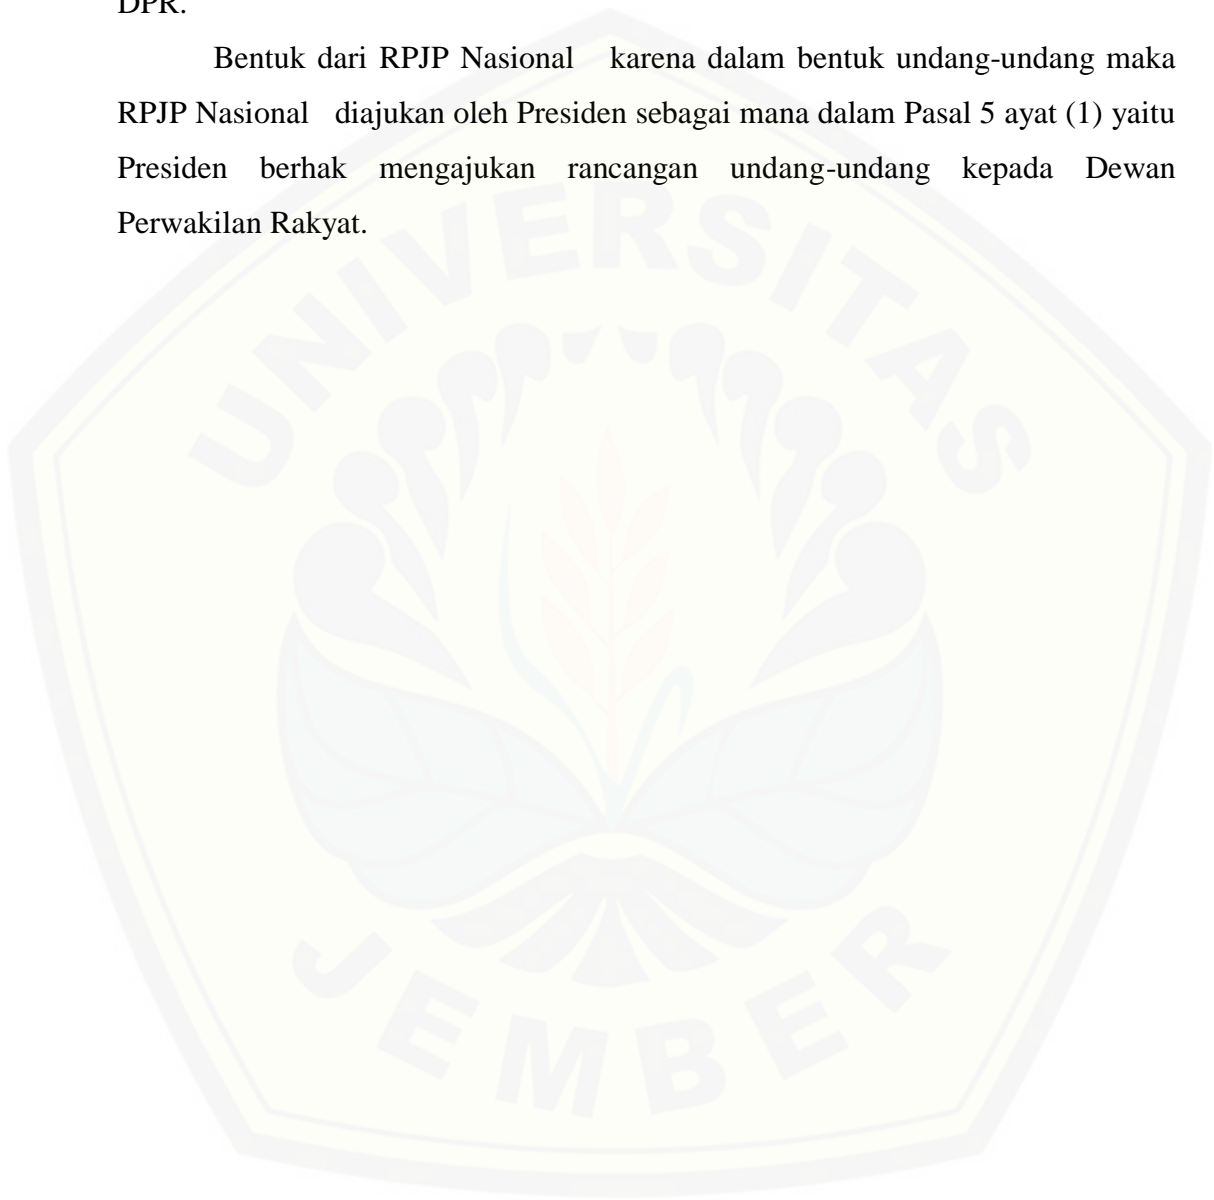 DPR.
Bentuk dari RPJP Nasional karena dalam bentuk undang-undang maka
RPJP Nasional diajukan oleh Presiden sebagai mana dalam Pasal 5 ayat (1) yaitu
Presiden berhak mengajukan rancangan undang-undang kepada Dewan
Perwakilan Rakyat.
UNIVERSITAS
JEMBER